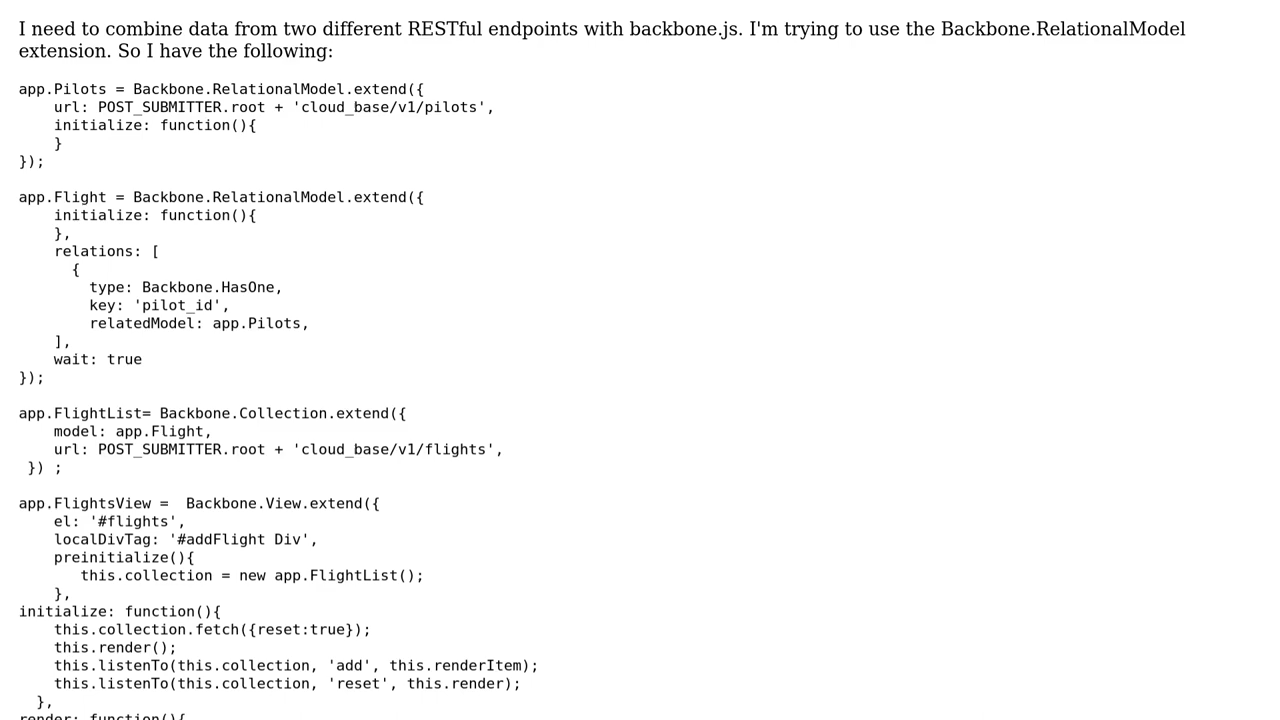 I need to combine data from two different RESTful endpoints with backbone.js. I'm trying to use the Backbone.RelationalModel
extension. So I have the following:
app.Pilots = Backbone.RelationalModel.extend({
    url: POST_SUBMITTER.root + 'cloud_base/v1/pilots',
    initialize: function(){
    }
});
app.Flight = Backbone.RelationalModel.extend({
    initialize: function(){
    },
    relations: [
      {
        type: Backbone.HasOne,
        key: 'pilot_id',
        relatedModel: app.Pilots,
    ],
    wait: true
});
app.FlightList= Backbone.Collection.extend({
    model: app.Flight,
    url: POST_SUBMITTER.root + 'cloud_base/v1/flights',
 }) ;
app.FlightsView =  Backbone.View.extend({
    el: '#flights',
    localDivTag: '#addFlight Div',
    preinitialize(){
       this.collection = new app.FlightList();
    },
initialize: function(){
    this.collection.fetch({reset:true});
    this.render();
    this.listenTo(this.collection, 'add', this.renderItem);
    this.listenTo(this.collection, 'reset', this.render);
  },
render: function(){